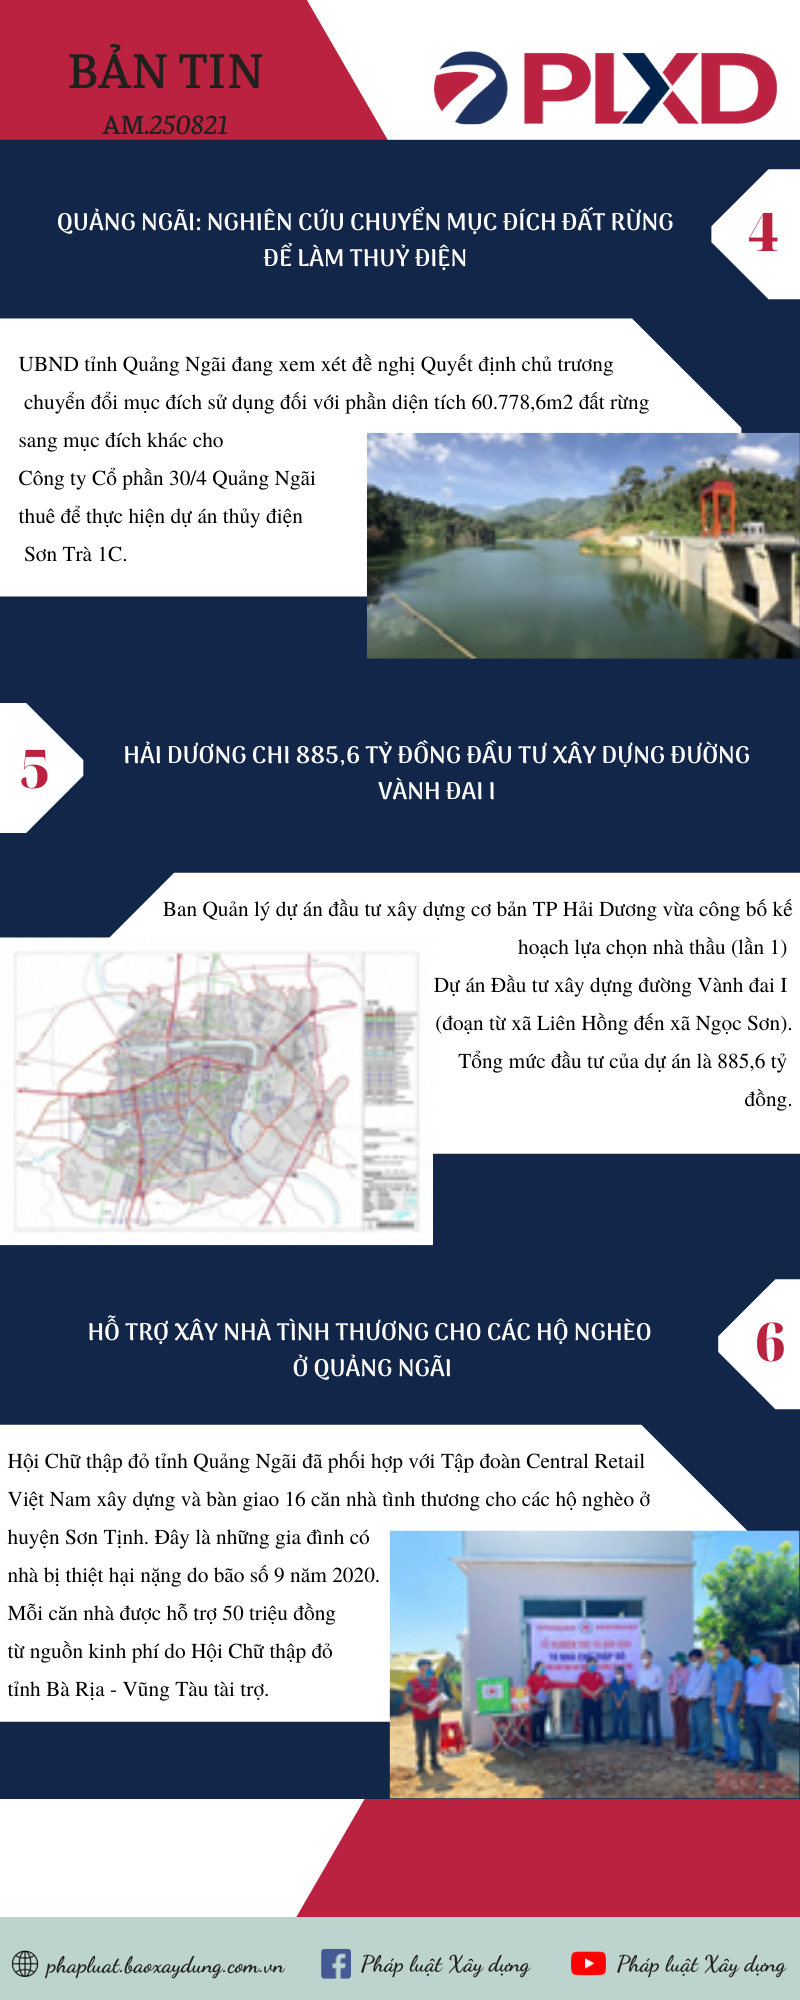 BẢN TIN
AM.250821
PLXD
QUẢNG NGÃI: NGHIÊN CỨU CHUYỂN MỤC ĐÍCH ĐẤT RỪNG
ĐỂ LÀM THUỶ ĐIỆN
4
UBND tỉnh Quảng Ngãi đang xem xét đề nghị Quyết định chủ trương
chuyển đổi mục đích sử dụng đối với phần diện tích 60.778,6m2 đất rừng
sang mục đích khác cho
Công ty Cổ phần 30/4 Quảng Ngãi
thuê để thực hiện dự án thủy điện
Sơn Trà 1C.
5
HẢI DƯƠNG CHI 885,6 TỶ ĐỒNG ĐẦU TƯ XÂY DỰNG ĐƯỜNG
VÀNH ĐAI I
Ban Quản lý dự án đầu tư xây dựng cơ bản TP Hải Dương vừa công bố kế
hoạch lựa chọn nhà thầu (lần 1)
Dự án Đầu tư xây dựng đường Vành đai I
(đoạn từ xã Liên Hồng đến xã Ngọc Sơn).
Tổng mức đầu tư của dự án là 885,6 tỷ
đồng.
HỖ TRỢ XÂY NHÀ TÌNH THƯƠNG CHO CÁC HỘ NGHÈO
Ở QUẢNG NGÃI
6
Hội Chữ thập đỏ tỉnh Quảng Ngãi đã phối hợp với Tập đoàn Central Retail
Việt Nam xây dựng và bàn giao 16 căn nhà tình thương cho các hộ nghèo ở
huyện Sơn Tịnh. Đây là những gia đình có
nhà bị thiệt hại nặng do bão số 9 năm 2020.
Mỗi căn nhà được hỗ trợ 50 triệu đồng
từ nguồn kinh phí do Hội Chữ thập đỏ
tỉnh Bà Rịa - Vũng Tàu tài trợ.
phapluat.baoxaydung.com.vn
Pháp luật Xây dựng
Pháp luật Xây dựng